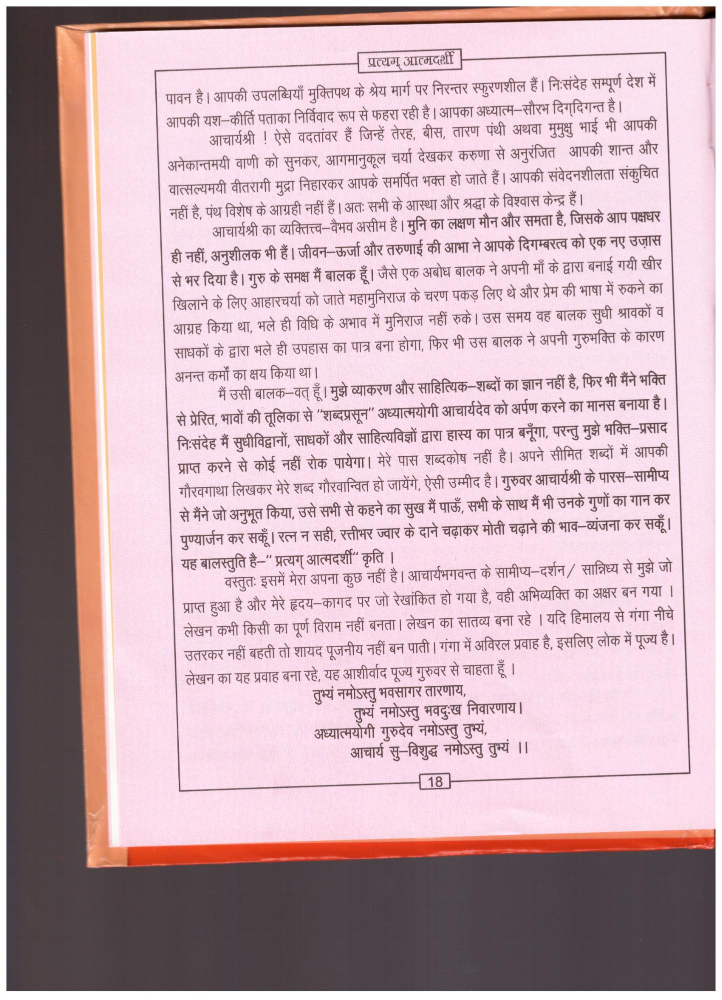 प्रत्यग् आत्मदर्शी
पावन है। आपकी उपलब्धियाँ मुक्तिपथ के श्रेय मार्ग पर निरन्तर स्फुरणशील हैं। निःसंदेह सम्पूर्ण देश में
आपकी यश–कीर्ति पताका निर्विवाद रूप से फहरा रही है। आपका अध्यात्म–सौरभ दिग्‌दिगन्त है।
आचार्यश्री ! ऐसे वदतांवर हैं जिन्हें तेरह, बीस, तारण पंथी अथवा मुमुक्षु भाई भी आपकी
अनेकान्तमयी वाणी को सुनकर, आगमानुकूल चर्या देखकर करुणा से अनुरंजित आपकी शान्त और
वात्सल्यमयी वीतरागी मुद्रा निहारकर आपके समर्पित भक्त हो जाते हैं। आपकी संवेदनशीलता संकुचित
नहीं है, पंथ विशेष के आग्रही नहीं हैं। अतः सभी के आस्था और श्रद्धा के विश्वास केन्द्र हैं।
आचार्यश्री का व्यक्तित्त्व–वैभव असीम है। मुनि का लक्षण मौन और समता है, जिसके आप पक्षधर
ही नहीं, अनुशीलक भी हैं। जीवन–ऊर्जा और तरुणाई की आभा ने आपके दिगम्बरत्व को एक नए उज़ास
से भर दिया है। गुरु के समक्ष मैं बालक हूँ। जैसे एक अबोध बालक ने अपनी माँ के द्वारा बनाई गयी खीर
खिलाने के लिए आहारचर्या को जाते महामुनिराज के चरण पकड़ लिए थे और प्रेम की भाषा में रुकने का
आग्रह किया था, भले ही विधि के अभाव में मुनिराज नहीं रुके। उस समय वह बालक सुधी श्रावकों व
साधकों के द्वारा भले ही उपहास का पात्र बना होगा, फिर भी उस बालक ने अपनी गुरुभक्ति के कारण
अनन्त कर्मों का क्षय किया था।
मैं उसी बालक–वत् हूँ। मुझे व्याकरण और साहित्यिक–शब्दों का ज्ञान नहीं है, फिर भी मैंने भक्ति
से प्रेरित, भावों की तूलिका से “शब्दप्रसून” अध्यात्मयोगी आचार्यदेव को अर्पण करने का मानस बनाया है।
निःसंदेह मैं सुधीविद्वानों, साधकों और साहित्यविज्ञों द्वारा हास्य का पात्र बनूँगा, परन्तु मुझे भक्ति–प्रसाद
प्राप्त करने से कोई नहीं रोक पायेगा। मेरे पास शब्दकोष नहीं है। अपने सीमित शब्दों में आपकी
गौरवगाथा लिखकर मेरे शब्द गौरवान्वित हो जायेंगे, ऐसी उम्मीद है। गुरुवर आचार्यश्री के पारस–सामीप्य
से मैंने जो अनुभूत किया, उसे सभी से कहने का सुख मैं पाऊँ, सभी के साथ मैं भी उनके गुणों का गान कर
पुण्यार्जन कर सकूँ। रत्न न सही, रत्तीभर ज्वार के दाने चढ़ाकर मोती चढ़ाने की भाव–व्यंजना कर सकूँ।
यह बालस्तुति है–“ प्रत्यग् आत्मदर्शी” कृति ।
वस्तुतः इसमें मेरा अपना कुछ नहीं है। आचार्यभगवन्त के सामीप्य–दर्शन/ सान्निध्य से मुझे जो
प्राप्त हुआ है और मेरे हृदय–कागद पर जो रेखांकित हो गया है, वही अभिव्यक्ति का अक्षर बन गया ।
लेखन कभी किसी का पूर्ण विराम नहीं बनता। लेखन का सातव्य बना रहे । यदि हिमालय से गंगा नीचे
उतरकर नहीं बहती तो शायद पूजनीय नहीं बन पाती। गंगा में अविरल प्रवाह है, इसलिए लोक में पूज्य है।
लेखन का यह प्रवाह बना रहे, यह आशीर्वाद पूज्य गुरुवर से चाहता हूँ ।
तुभ्यं नमोऽस्तु भवसागर तारणाय,
तुभ्यं नमोऽस्तु भवदुःख निवारणाय।
अध्यात्मयोगी गुरुदेव नमोऽस्तु तुभ्यं,
आचार्य सु–विशुद्ध नमोऽस्तु तुभ्यं ।।
18